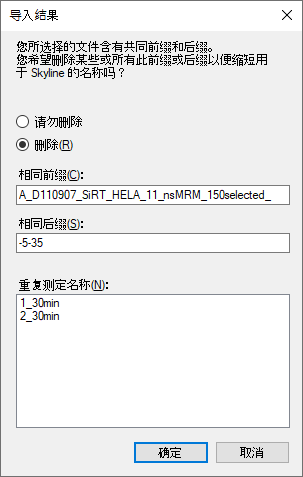 导入结果
您所选择的文件含有共同前缀和后缀。
您希望删除某些或所有此前缀或后缀以便缩短用
于 Skyline 的名称吗？
请勿删除
删除(R)
相同前缀(C):
A_D110907_SiRT_HELA_11_nsMRM_150selected_
相同后缀(S):
-5-35
重复测定名称(N):
1_30min
2_30min
确定
取消